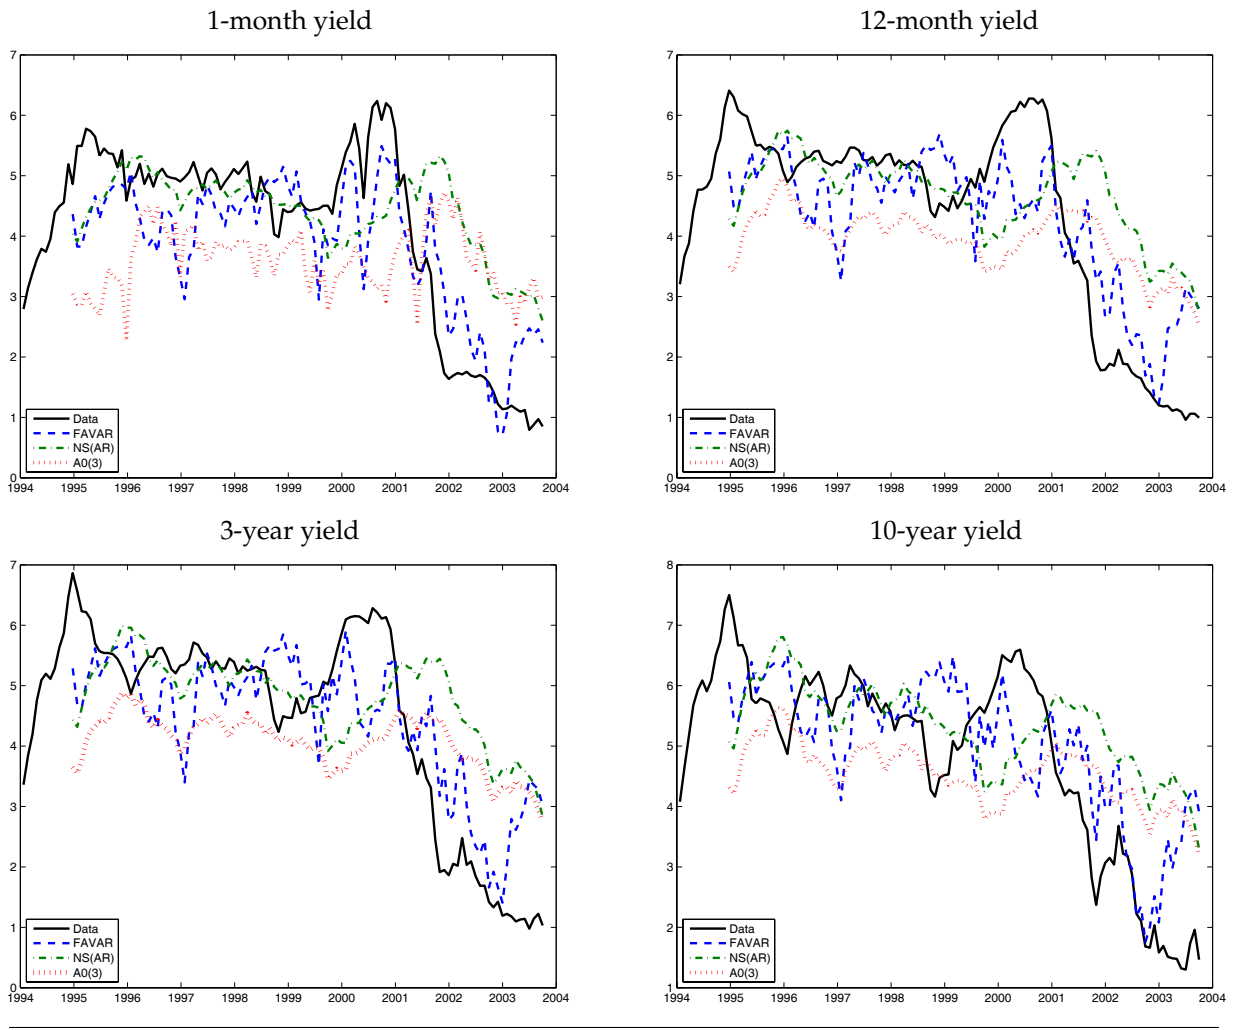 1-month yield
7
6
5
4
3
2
1
0
Data
FAVAR
NS(AR)
A0(3)
1994 1995 1996 1997 1998 1999 2000 2001 2002 2003 2004
12-month yield
7
6
5
4
3
2
1
0
Data
FAVAR
NS(AR)
A0(3)
1994 1995 1996 1997 1998 1999 2000 2001 2002 2003 2004
3-year yield
7
6
5
4
3
2
1
0
Data
FAVAR
NS(AR)
A0(3)
1994 1995 1996 1997 1998 1999 2000 2001 2002 2003 2004
10-year yield
8
7
6
5
4
3
2
1
Data
FAVAR
NS(AR)
A0(3)
1994 1995 1996 1997 1998 1999 2000 2001 2002 2003 2004